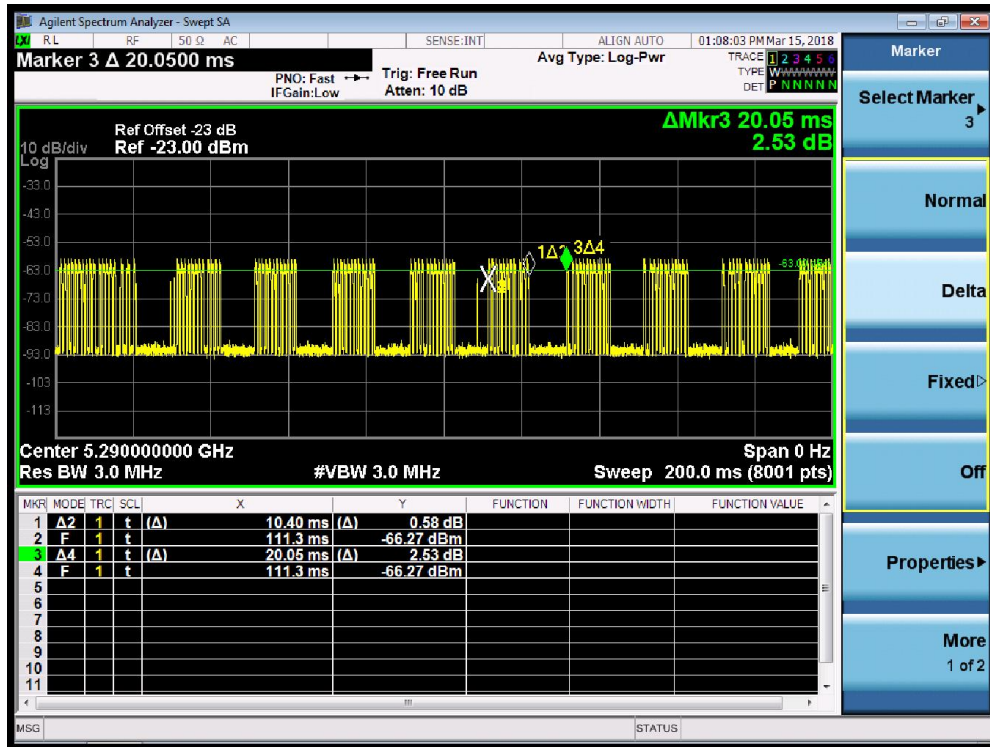 Agilent Spectrum Analyzer - Swept SA
LXI RL RF 50 Ω AC SENSE:INT ALIGN AUTO 01:08:03 PM Mar 15, 2018
Marker 3 Δ 20.0500 ms
PNO: Fast
IFGain:Low
Trig: Free Run
Atten: 10 dB
Avg Type: Log-Pwr
TRACE 1 2 3 4 5 6
TYPE WWWWWWW
DET P N N N N N
ΔMkr3 20.05 ms
2.53 dB
Ref Offset -23 dB
10 dB/div Ref -23.00 dBm
Log
-33.0
-43.0
-53.0
-63.0
-73.0
-83.0
-93.0
-103
-113
1Δ2 3Δ4
Center 5.290000000 GHz Span 0 Hz
Res BW 3.0 MHz #VBW 3.0 MHz Sweep 200.0 ms (8001 pts)
MKR MODE TRC SCL X Y FUNCTION FUNCTION WIDTH FUNCTION VALUE
1 Δ2 1 t (Δ) 10.40 ms (Δ) 0.58 dB
2 F 1 t 111.3 ms -66.27 dBm
3 Δ4 1 t (Δ) 20.05 ms (Δ) 2.53 dB
4 F 1 t 111.3 ms -66.27 dBm
5
6
7
8
9
10
11
MSG STATUS
Marker
Select Marker
3
Normal
Delta
Fixed
Off
Properties
More
1 of 2